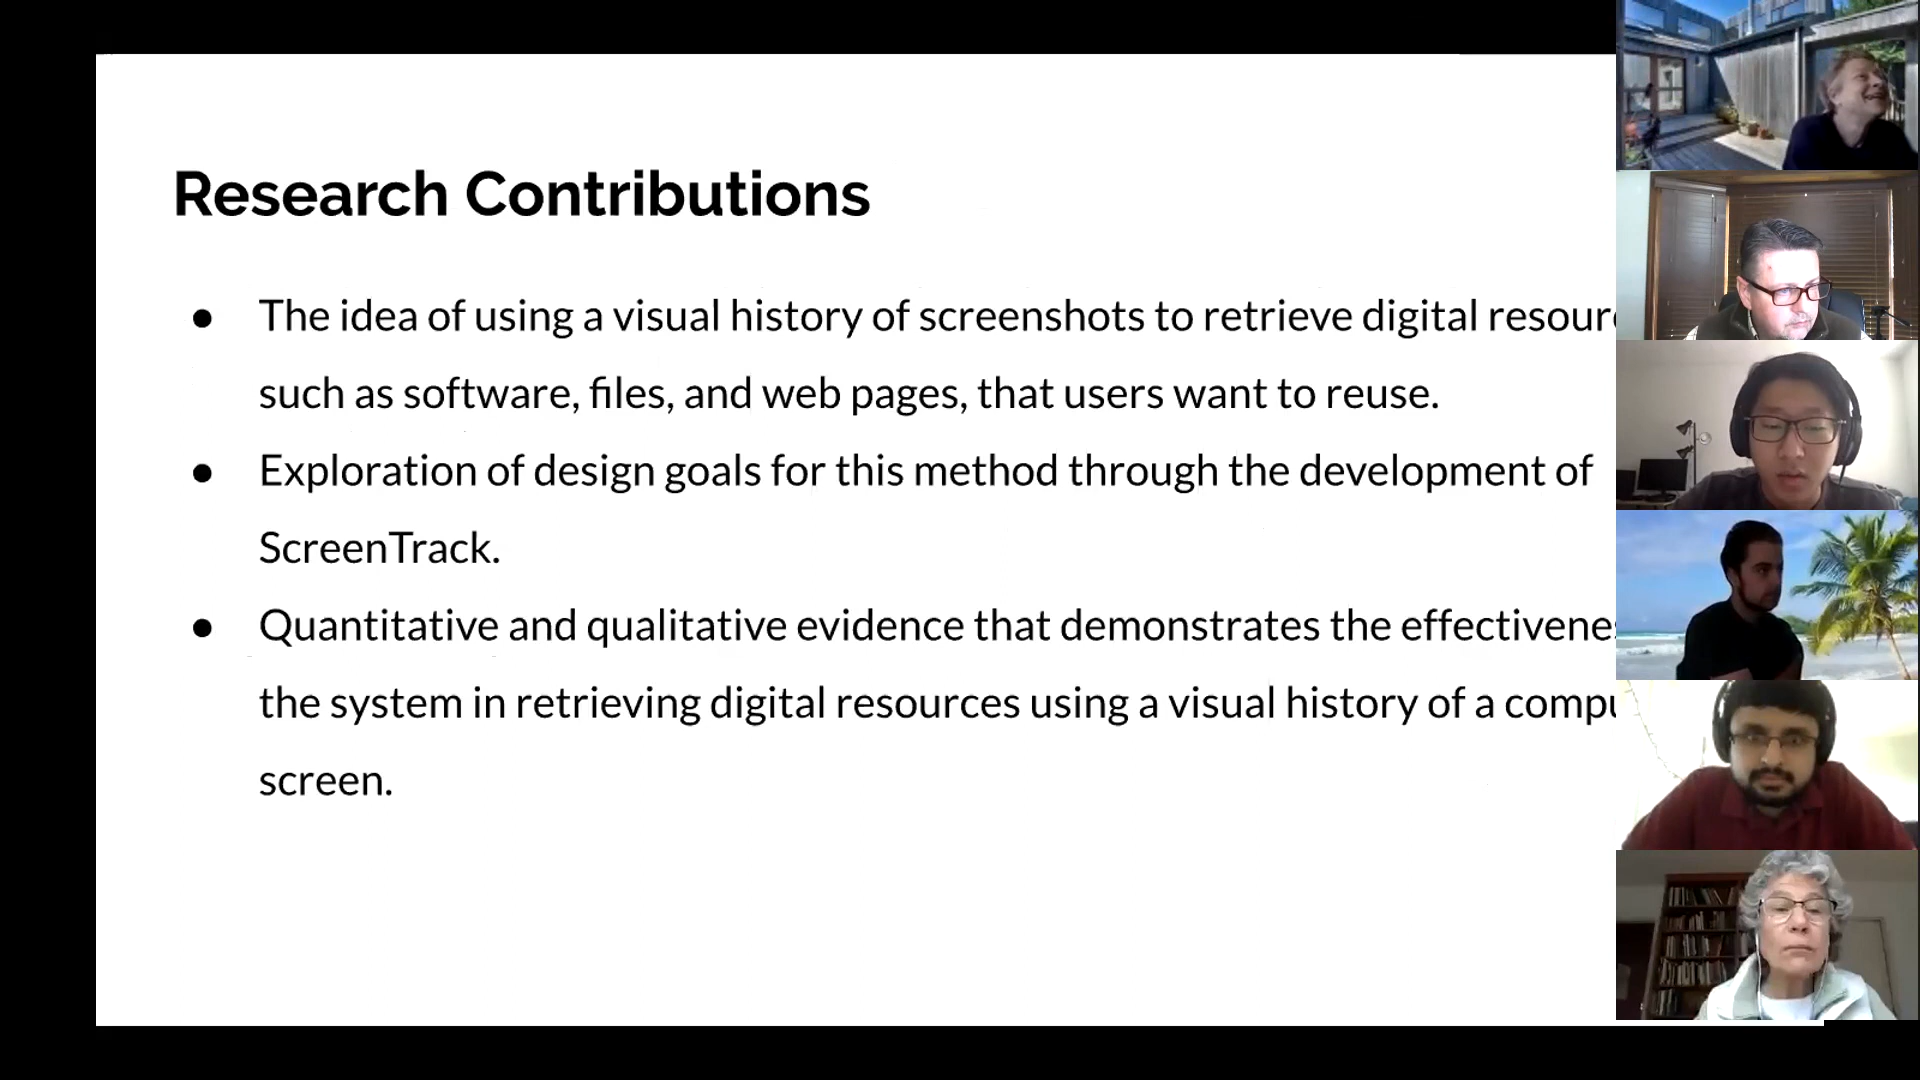 Research Contributions
● The idea of using a visual history of screenshots to retrieve digital
such as software, files, and web pages, that users want to reuse.
● Exploration of design goals for this method through the development of
ScreenTrack.
● Quantitative and qualitative evidence that demonstrates the
the system in retrieving digital resources using a visual history of a
screen.